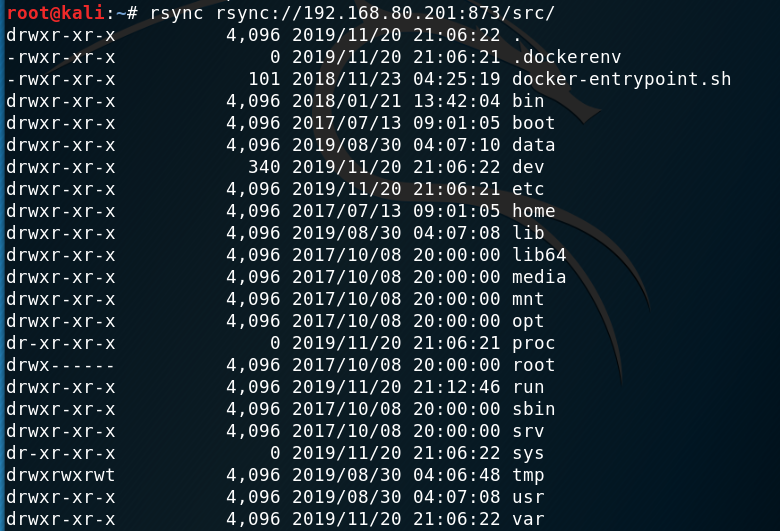 root@kali:~# rsync rsync://192.168.80.201:873/src/
drwxr-xr-x          4,096 2019/11/20 21:06:22 .
-rwxr-xr-x              0 2019/11/20 21:06:21 .dockerenv
-rwxr-xr-x            101 2018/11/23 04:25:19 docker-entrypoint.sh
drwxr-xr-x          4,096 2018/01/21 13:42:04 bin
drwxr-xr-x          4,096 2017/07/13 09:01:05 boot
drwxr-xr-x          4,096 2019/08/30 04:07:10 data
drwxr-xr-x            340 2019/11/20 21:06:22 dev
drwxr-xr-x          4,096 2019/11/20 21:06:21 etc
drwxr-xr-x          4,096 2017/07/13 09:01:05 home
drwxr-xr-x          4,096 2019/08/30 04:07:08 lib
drwxr-xr-x          4,096 2017/10/08 20:00:00 lib64
drwxr-xr-x          4,096 2017/10/08 20:00:00 media
drwxr-xr-x          4,096 2017/10/08 20:00:00 mnt
drwxr-xr-x          4,096 2017/10/08 20:00:00 opt
dr-xr-xr-x              0 2019/11/20 21:06:21 proc
drwx------          4,096 2017/10/08 20:00:00 root
drwxr-xr-x          4,096 2019/11/20 21:12:46 run
drwxr-xr-x          4,096 2017/10/08 20:00:00 sbin
drwxr-xr-x          4,096 2017/10/08 20:00:00 srv
dr-xr-xr-x              0 2019/11/20 21:06:22 sys
drwxrwxrwt          4,096 2019/08/30 04:06:48 tmp
drwxr-xr-x          4,096 2019/08/30 04:07:08 usr
drwxr-xr-x          4,096 2019/11/20 21:06:22 var